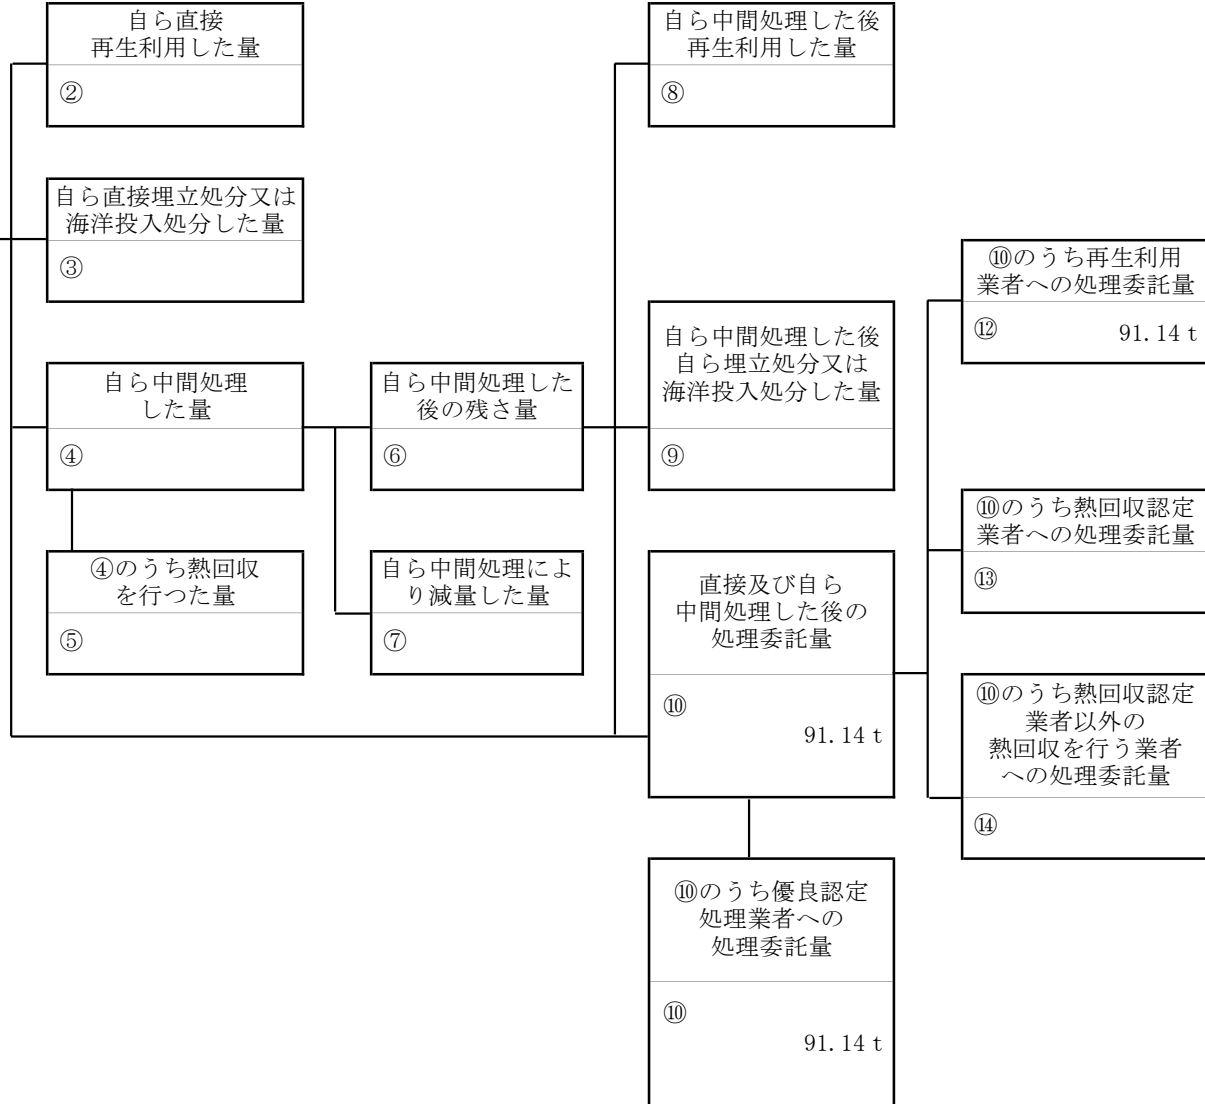 自ら直接
再生利用した量
②
自ら中間処理した後
再生利用した量
⑧
自ら直接埋立処分又は
海洋投入処分した量
③
⑩のうち再生利用
業者への処理委託量
⑫ 91.14 t
自ら中間処理した後
自ら埋立処分又は
海洋投入処分した量
⑨
自ら中間処理
した量
④
自ら中間処理した
後の残さ量
⑥
⑩のうち熱回収認定
業者への処理委託量
⑬
④のうち熱回収
を行つた量
⑤
自ら中間処理によ
り減量した量
⑦
直接及び自ら
中間処理した後の
処理委託量
⑩
91.14 t
⑩のうち熱回収認定
業者以外の
熱回収を行う業者
への処理委託量
⑭
⑩のうち優良認定
処理業者への
処理委託量
⑩
91.14 t